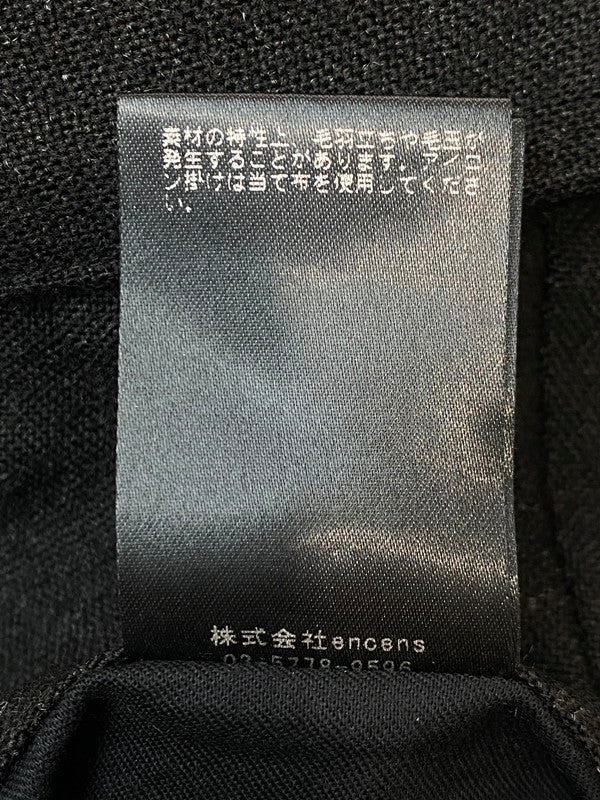 素材の特性上、毛羽立ちや毛玉が
発生することがあります。アイロ
ン掛けは当て布を使用してくださ
い。
株式会社encens
03-5778-9596